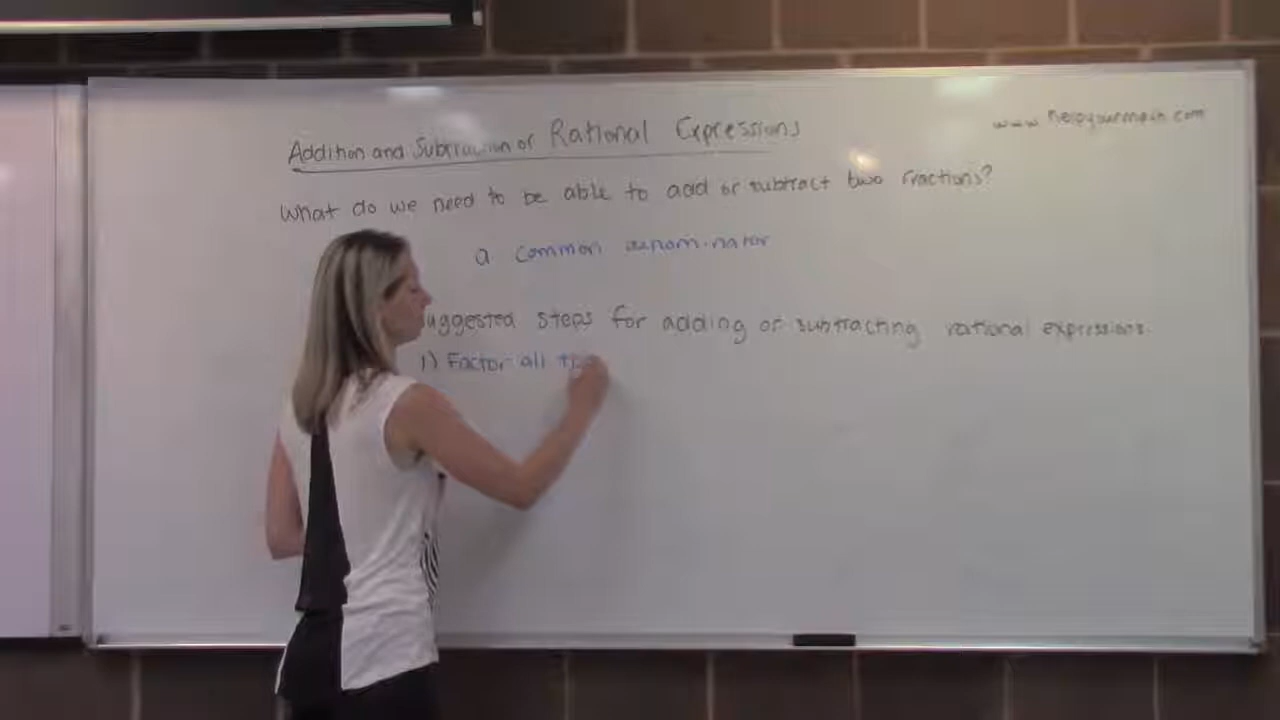 www.helpyourmath.com
Addition and Subtraction of Rational Expressions
What do we need to be able to add or subtract two fractions?
a common denominator
uggested steps for adding or subtracting rational expressions.
1) Factor all